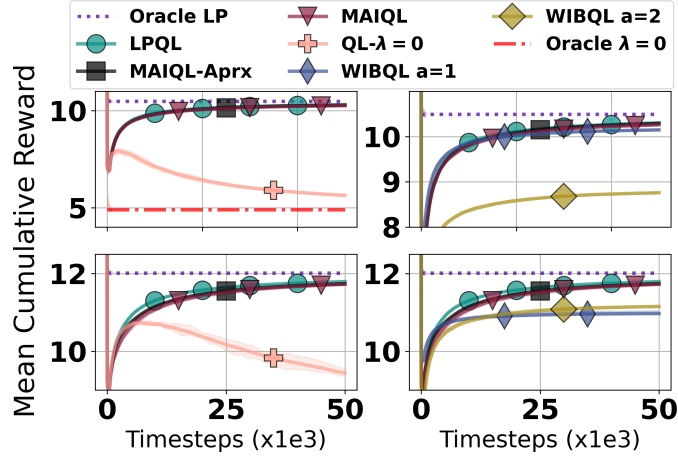 Oracle LP MAIQL WIBQL a=2
LPQL QL-λ = 0 Oracle λ = 0
MAIQL-Aprx WIBQL a=1
Mean Cumulative Reward
10
5
10
9
8
12
10
0 25 50
Timesteps (x1e3)
12
10
0 25 50
Timesteps (x1e3)